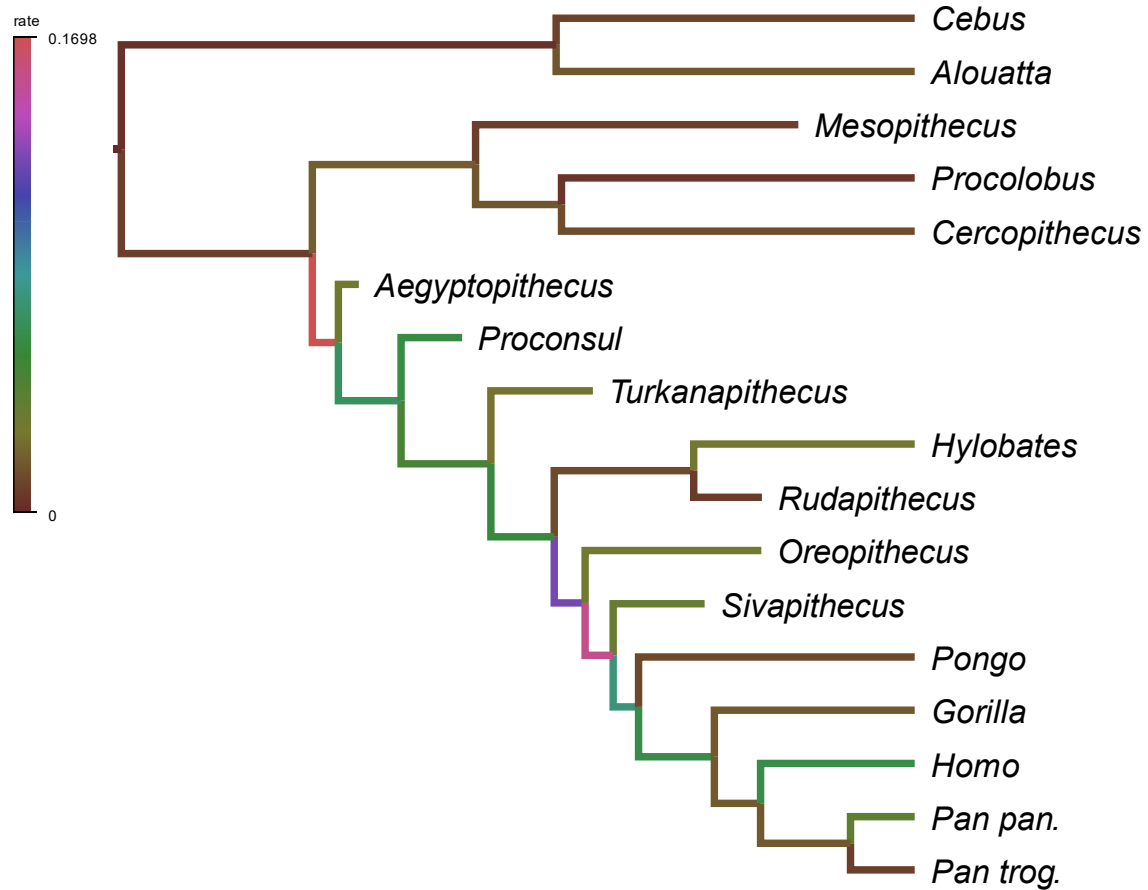 rate
0.1698
0
Cebus
Alouatta
Mesopithecus
Procolobus
Cercopithecus
Aegyptopithecus
Proconsul
Turkanapithecus
Hylobates
Rudapithecus
Oreopithecus
Sivapithecus
Pongo
Gorilla
Homo
Pan pan.
Pan trog.